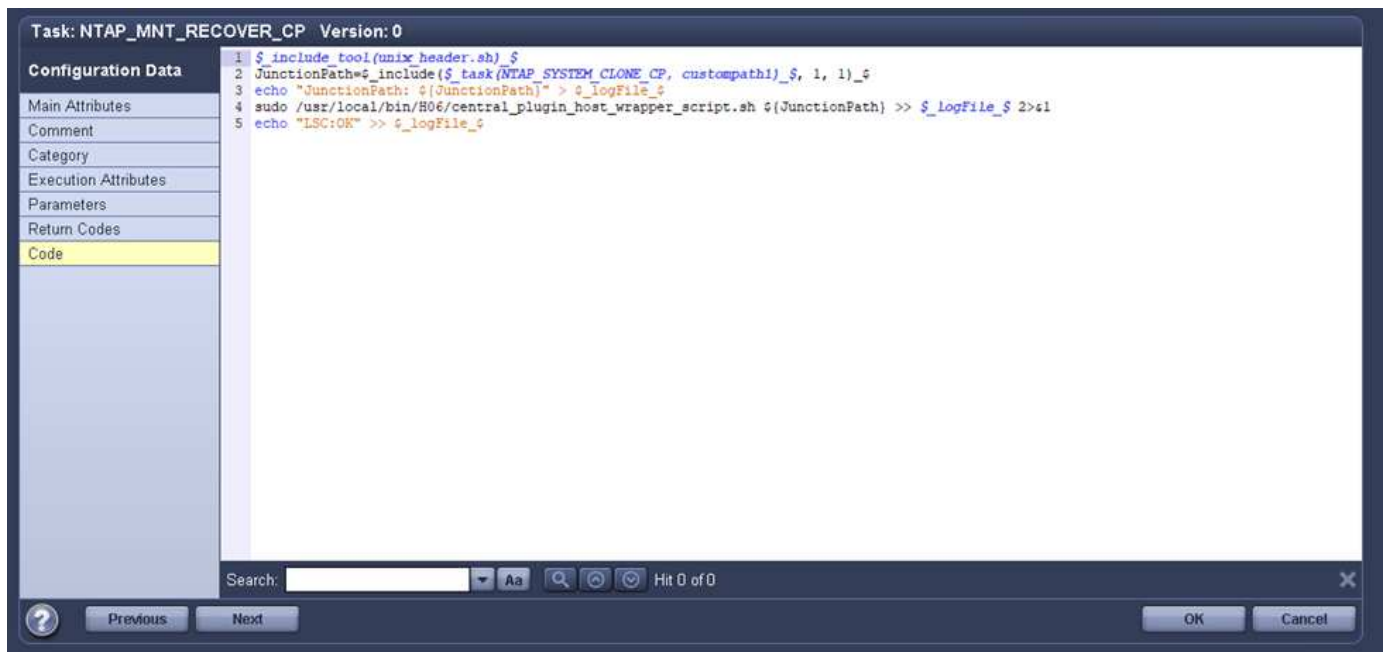 Task: NTAP_MNT_RECOVER_CP Version: 0
Configuration Data
Main Attributes
Comment
Category
Execution Attributes
Parameters
Return Codes
Code
1 $_include_tool(unix_header.sh)_$
2 JunctionPath=$_include($_task(NTAP_SYSTEM_CLONE_CP, custompath1)_$, 1, 1)_$
3 echo "JunctionPath: ${JunctionPath}" > $_logFile_$
4 sudo /usr/local/bin/H06/central_plugin_host_wrapper_script.sh ${JunctionPath} >> $_logFile_$ 2>&1
5 echo "LSC:OK" >> $_logFile_$
Search: Aa Hit 0 of 0
? Previous Next OK Cancel